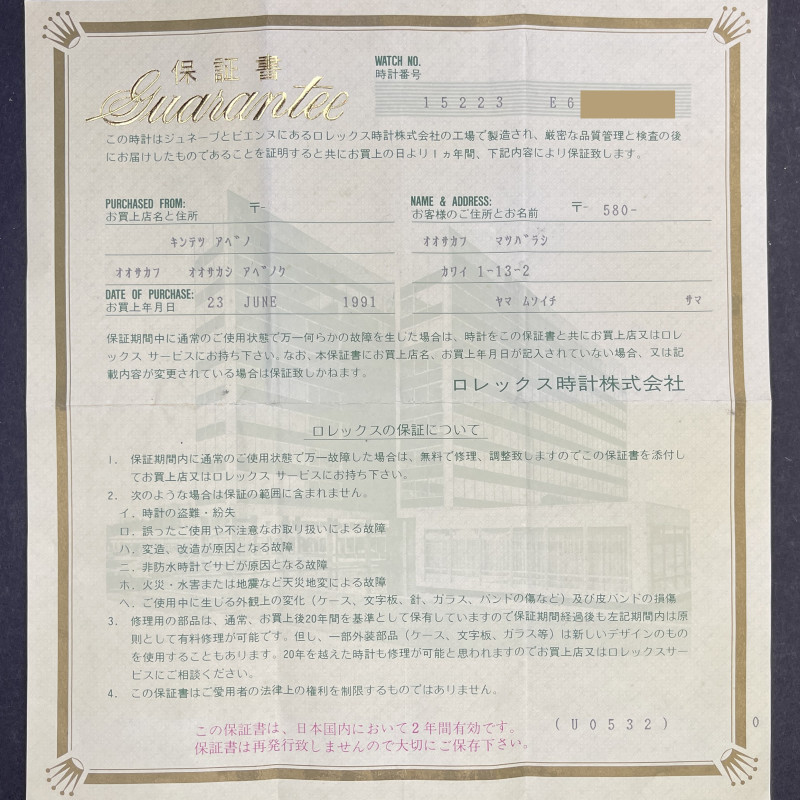 保証書
Guarantee
WATCH NO.
時計番号
15223 E6
この時計はジュネーブとビエンヌにあるロレックス時計株式会社の工場で製造され、厳密な品質管理と検査の後
にお届けしたものであることを証明すると共にお買上の日より1ヵ年間、下記内容により保証致します。
PURCHASED FROM:
お買上店名と住所 〒-
キンテツ アベノ
オオサカフ オオサカシ アベノク
DATE OF PURCHASE:
お買上年月日 23 JUNE 1991
NAME & ADDRESS:
お客様のご住所とお名前 〒- 580-
オオサカフ マツバラシ
カワイ 1-13-2
ヤマ ムソイチ サマ
保証期間中に通常のご使用状態で万一何らかの故障を生じた場合は、時計をこの保証書と共にお買上店又はロレ
ックス サービスにお持ち下さい。なお、本保証書にお買上店名、お買上年月日が記入されていない場合、又は記
載内容が変更されている場合は保証致しかねます。
ロレックス時計株式会社
ロレックスの保証について
1. 保証期間内に通常のご使用状態で万一故障した場合は、無料で修理、調整致しますのでこの保証書を添付し
てお買上店又はロレックス サービスにお持ち下さい。
2. 次のような場合は保証の範囲に含まれません。
イ. 時計の盗難・紛失
ロ. 誤ったご使用や不注意なお取り扱いによる故障
ハ. 変造、改造が原因となる故障
ニ. 非防水時計でサビが原因となる故障
ホ. 火災・水害または地震など天災地変による故障
ヘ. ご使用中に生じる外観上の変化（ケース、文字板、針、ガラス、バンドの傷など）及び皮バンドの損傷
3. 修理用の部品は、通常、お買上後20年間を基準として保有していますので保証期間経過後も左記期間内は原
則として有料修理が可能です。但し、一部外装部品（ケース、文字板、ガラス等）は新しいデザインのもの
を使用することもあります。20年を越えた時計も修理が可能と思われますのでお買上店又はロレックスサー
ビスにご相談ください。
4. この保証書はご愛用者の法律上の権利を制限するものではありません。
この保証書は、日本国内において2年間有効です。
保証書は再発行致しませんので大切にご保存下さい。
(U0532)
0